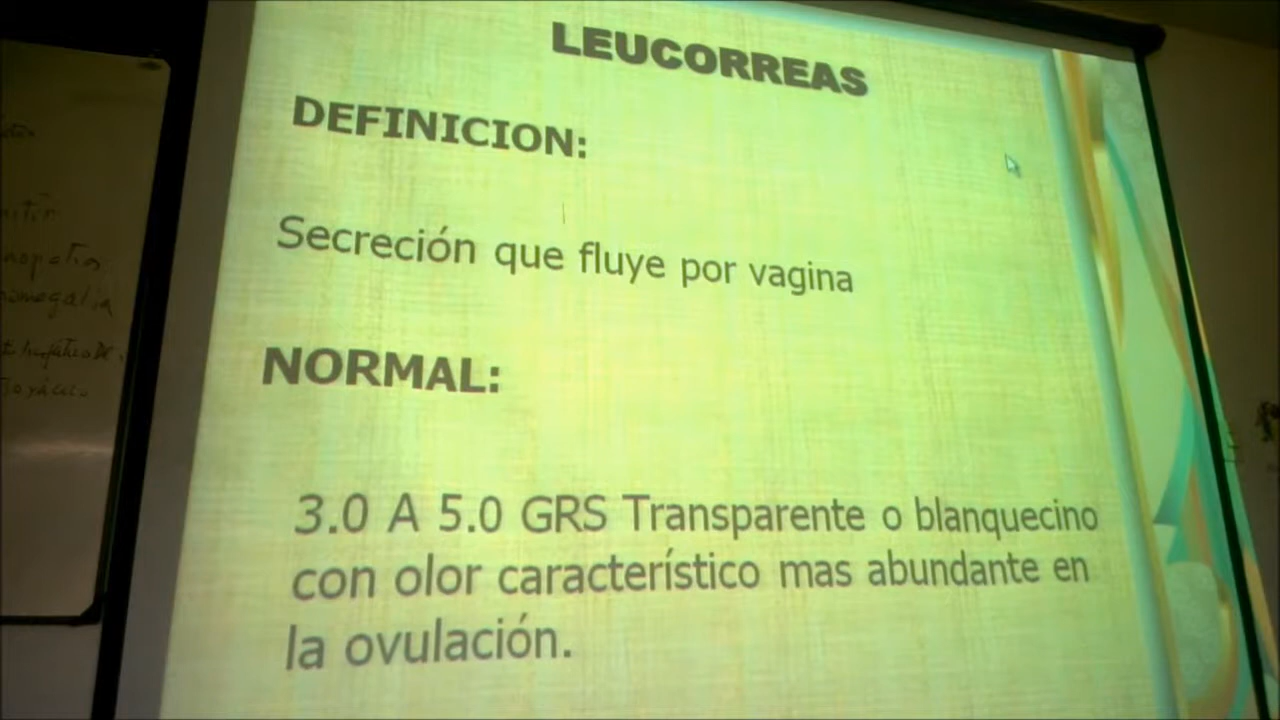 LEUCORREAS
DEFINICION:
Secreción que fluye por vagina
NORMAL:
3.0 A 5.0 GRS Transparente o blanquecino
con olor característico mas abundante en
la ovulación.